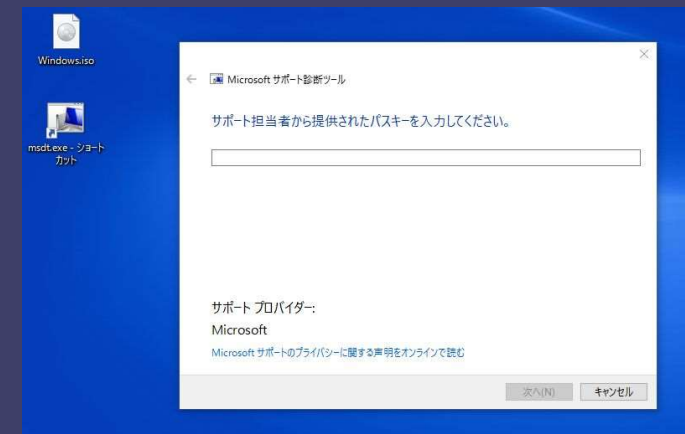 Windows.iso
msdt.exe - ショート
カット
Microsoft サポート診断ツール
サポート担当者から提供されたパスキーを入力してください。
サポート プロバイダー:
Microsoft
Microsoft サポートのプライバシーに関する声明をオンラインで読む
次へ(N)
キャンセル